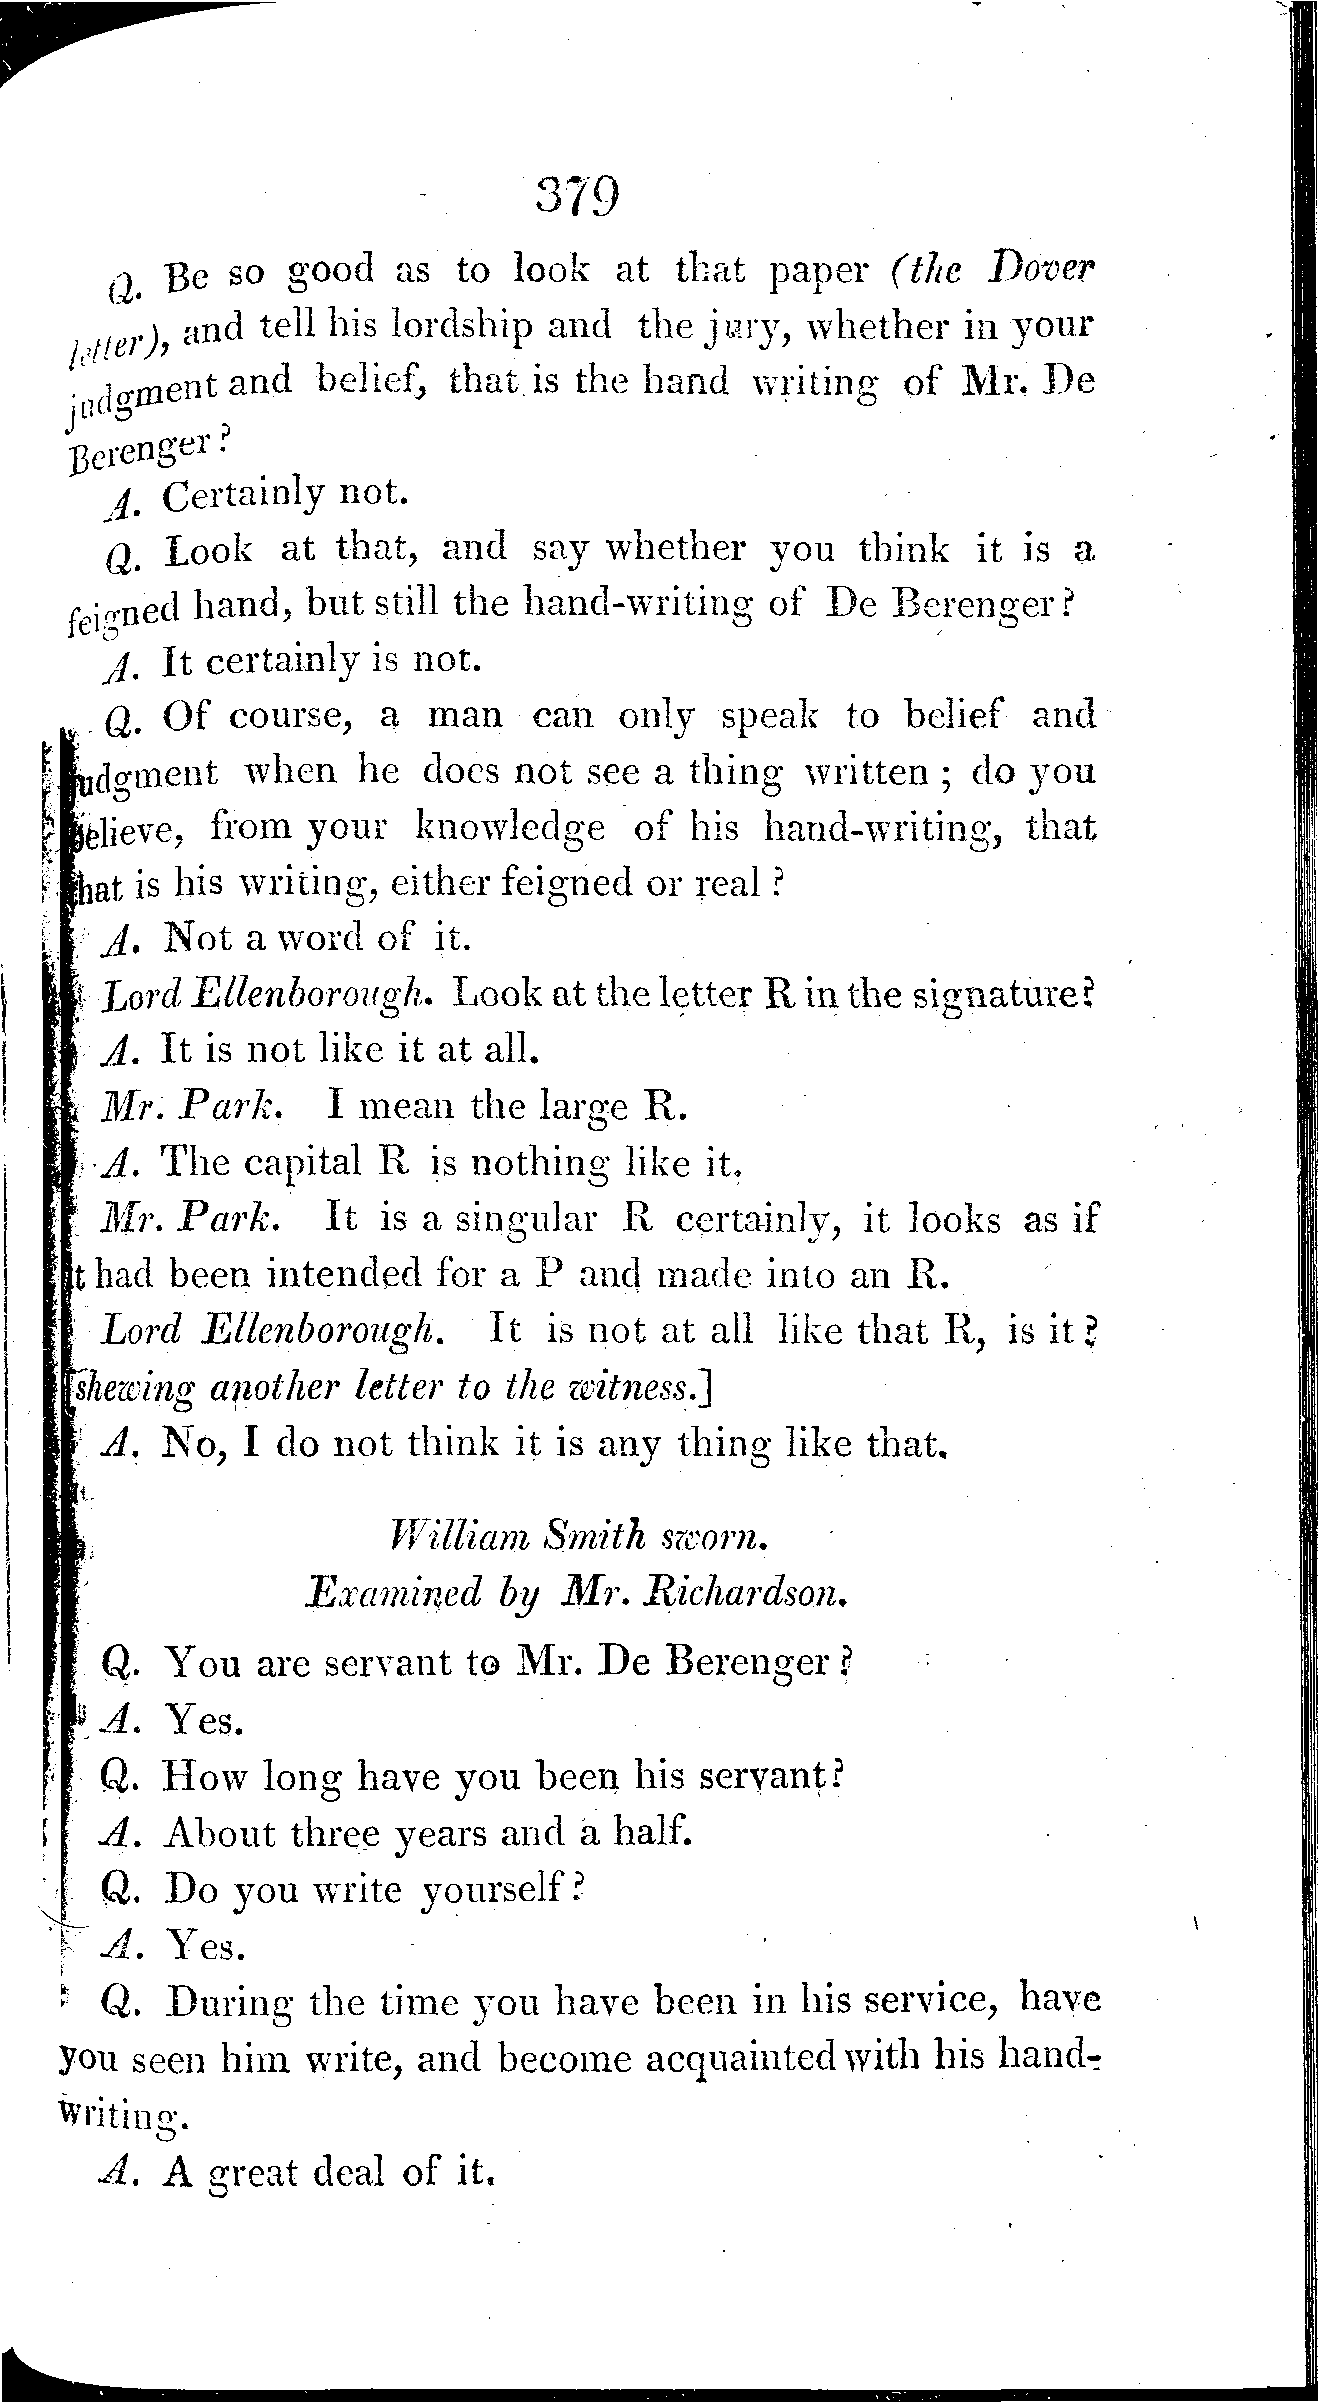 379
Q. Be so good as to look at that paper (the Dover
letter), and tell his lordship and the jury, whether in your
judgment and belief, that is the hand writing of Mr. De
Berenger?
A. Certainly not.
Q. Look at that, and say whether you think it is a
feigned hand, but still the hand-writing of De Berenger?
A. It certainly is not.
Q. Of course, a man can only speak to belief and
judgment when he does not see a thing written; do you
believe, from your knowledge of his hand-writing, that
that is his writing, either feigned or real?
A. Not a word of it.
Lord Ellenborough. Look at the letter R in the signature?
A. It is not like it at all.
Mr. Park. I mean the large R.
A. The capital R is nothing like it.
Mr. Park. It is a singular R certainly, it looks as if
it had been intended for a P and made into an R.
Lord Ellenborough. It is not at all like that R, is it?
[shewing another letter to the witness.]
A. No, I do not think it is any thing like that.
William Smith sworn.
Examined by Mr. Richardson.
Q. You are servant to Mr. De Berenger?
A. Yes.
Q. How long have you been his servant?
A. About three years and a half.
Q. Do you write yourself?
A. Yes.
Q. During the time you have been in his service, have
you seen him write, and become acquainted with his hand-
writing.
A. A great deal of it.